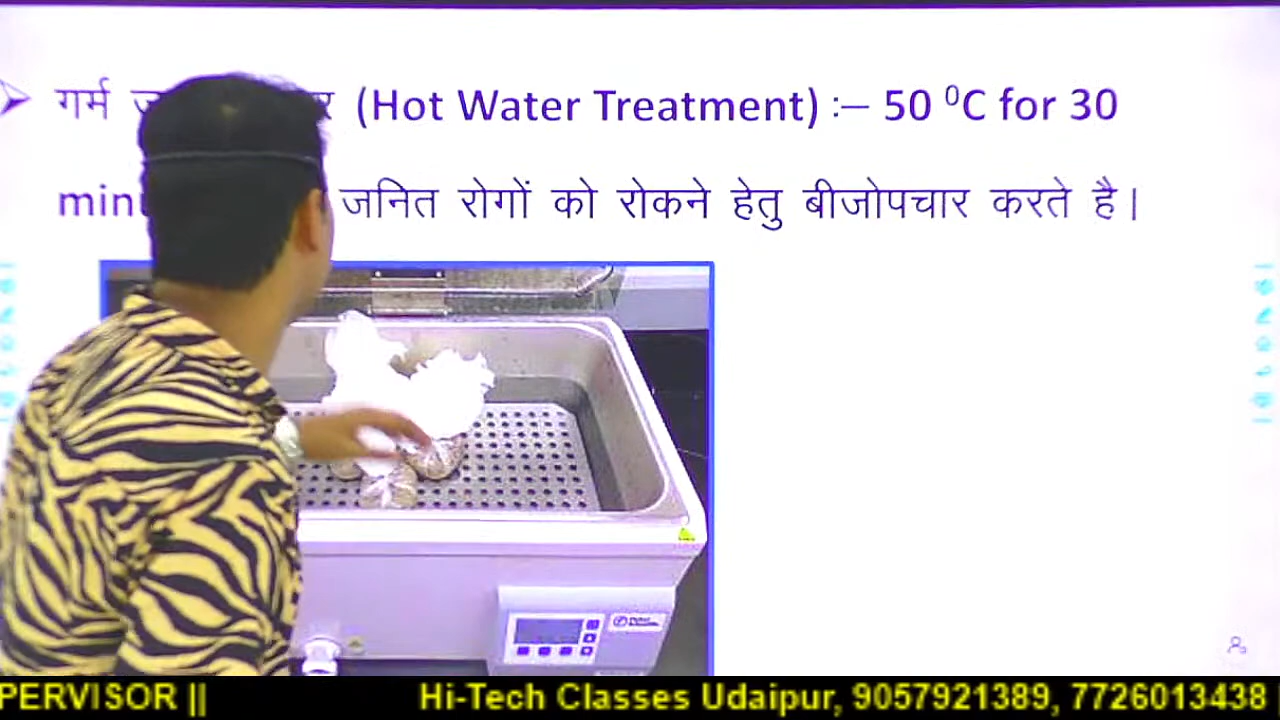 गर्म (Hot Water Treatment) :– 50 ⁰C for 30
जनित रोगों को रोकने हेतु बीजोपचार करते है।
PERVISOR || Hi-Tech Classes Udaipur, 9057921389, 7726013438